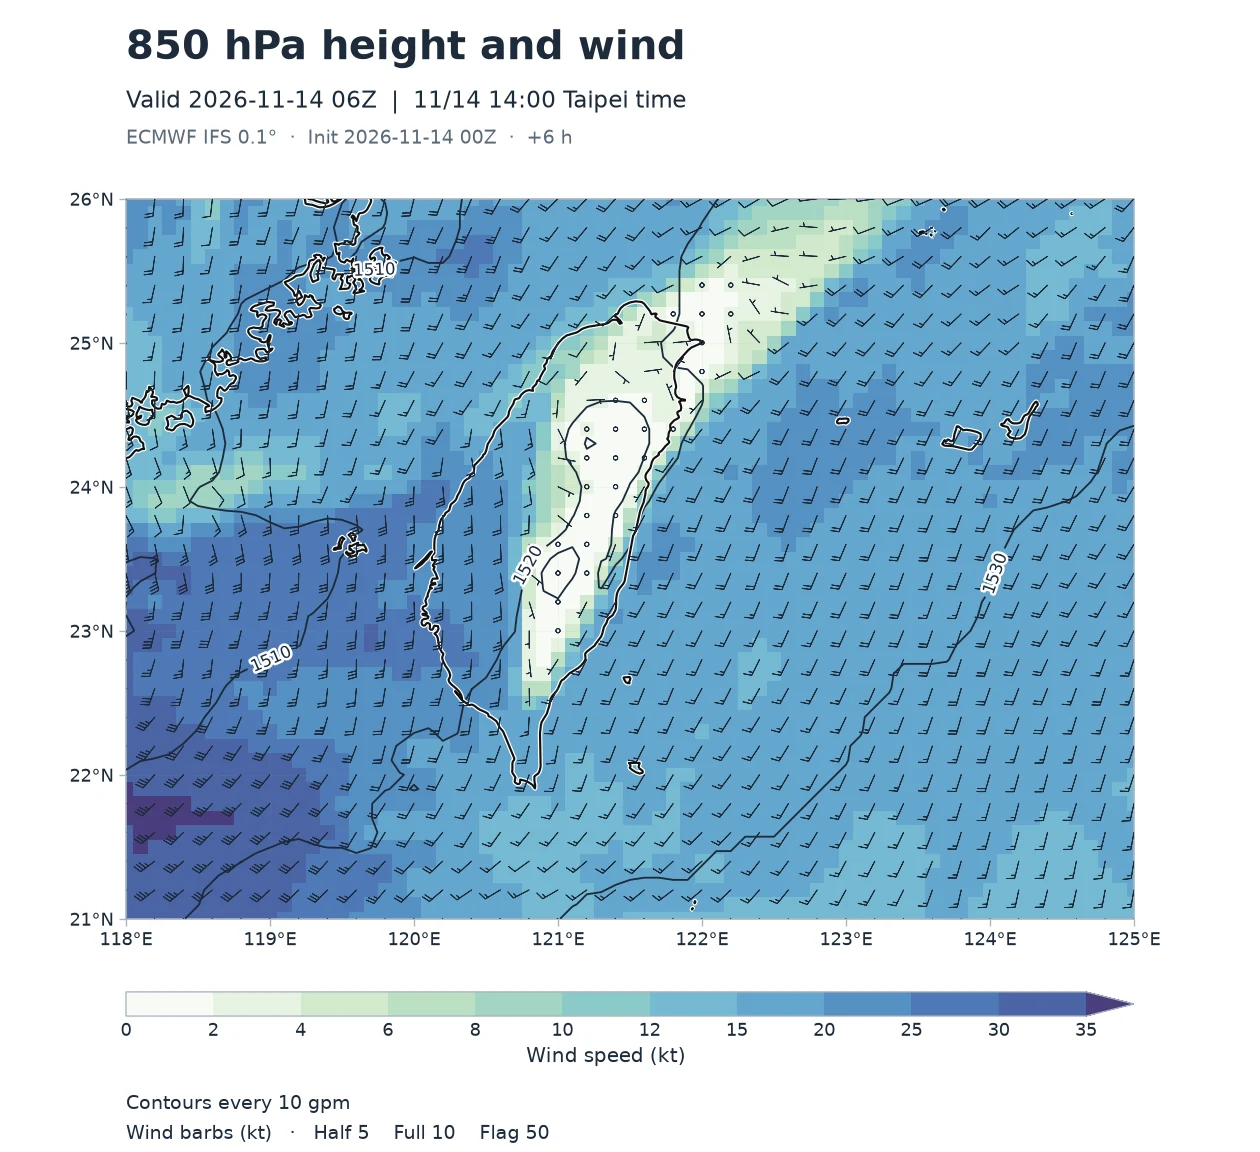 850 hPa height and wind
Valid 2026-11-14 06Z | 11/14 14:00 Taipei time
ECMWF IFS 0.1° · Init 2026-11-14 00Z · +6 h
26°N
1510
25°N
24°N
1520
1530
23°N
1510
22°N
21°N
118°E 119°E 120°E 121°E 122°E 123°E 124°E 125°E
0 2 4 6 8 10 12 15 20 25 30 35
Wind speed (kt)
Contours every 10 gpm
Wind barbs (kt) · Half 5 Full 10 Flag 50